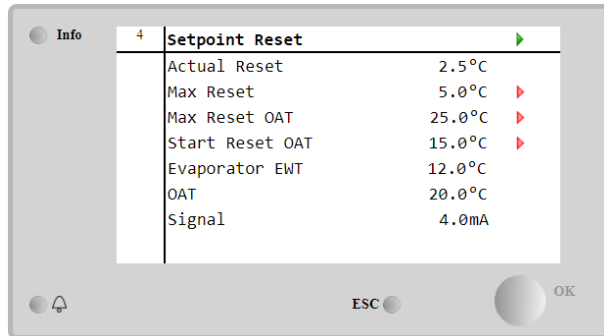 Info
4 Setpoint Reset
Actual Reset 2.5°C
Max Reset 5.0°C
Max Reset OAT 25.0°C
Start Reset OAT 15.0°C
Evaporator EWT 12.0°C
OAT 20.0°C
Signal 4.0mA
ESC
OK